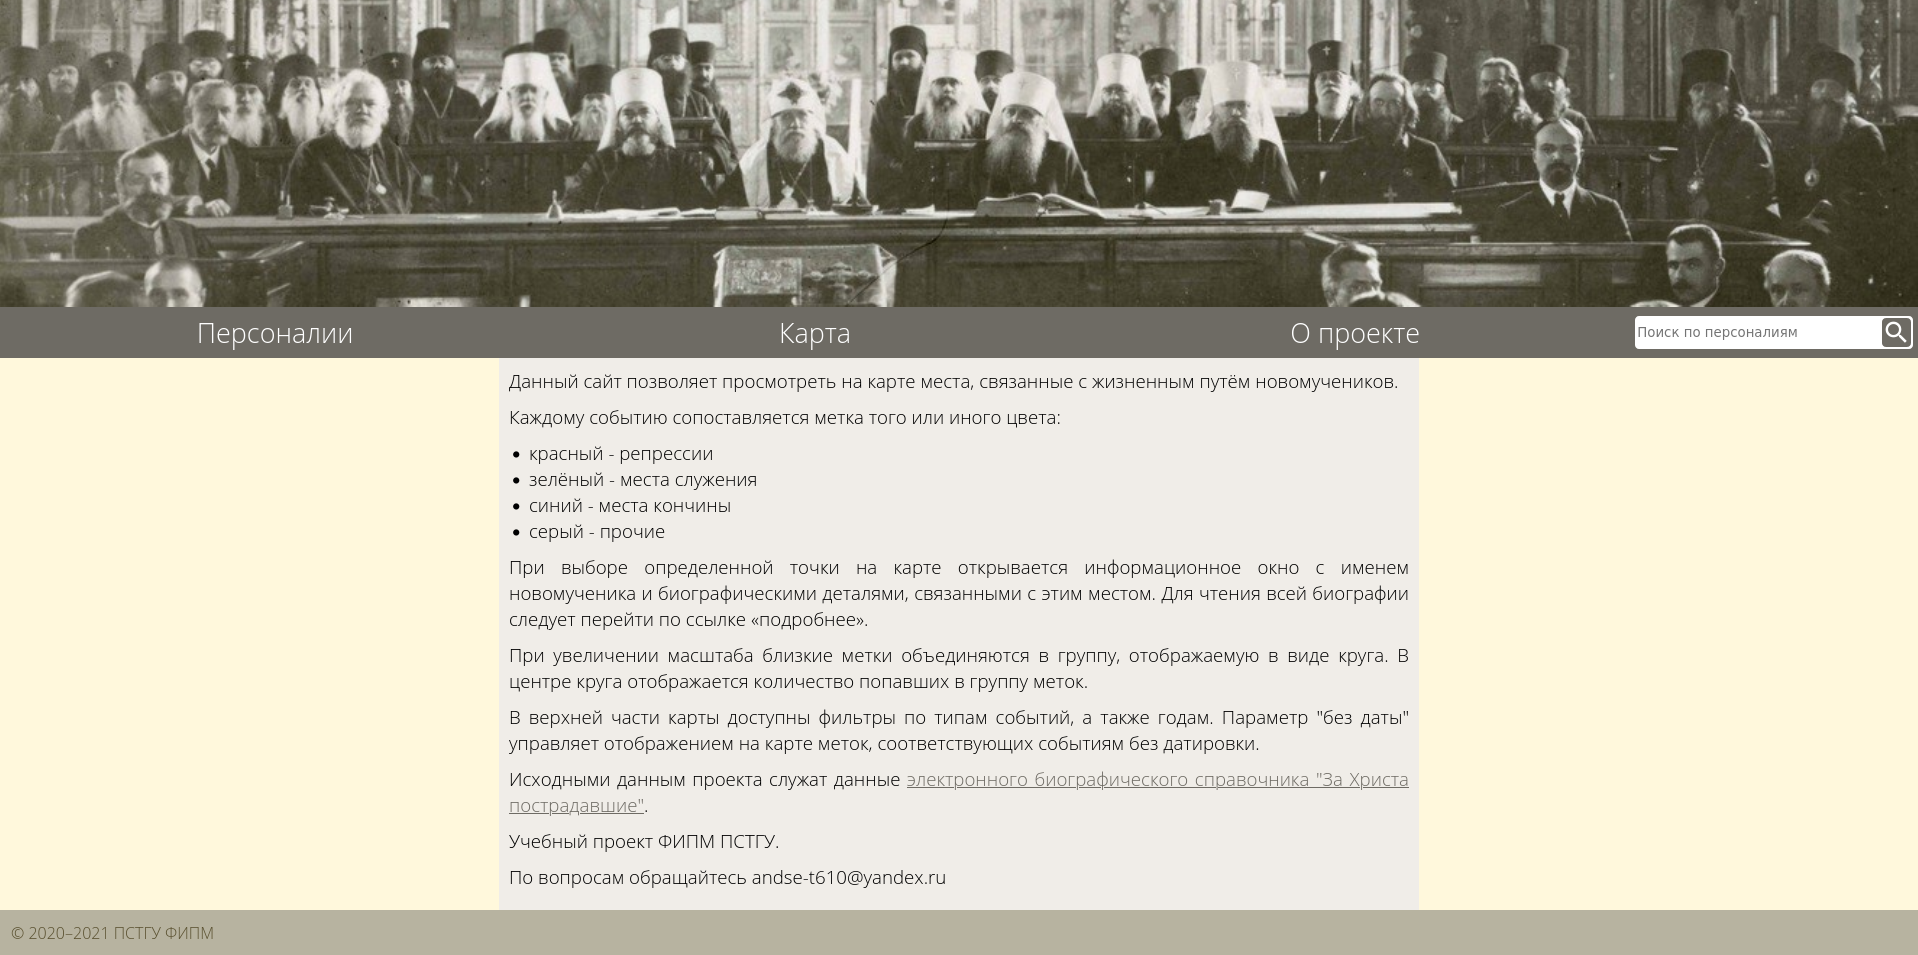 Персоналии
Карта
О проекте
Поиск по персоналиям
Данный сайт позволяет просмотреть на карте места, связанные с жизненным путём новомучеников.
Каждому событию сопоставляется метка того или иного цвета:
• красный - репрессии
• зелёный - места служения
• синий - места кончины
• серый - прочие
При выборе определенной точки на карте открывается информационное окно с именем
новомученика и биографическими деталями, связанными с этим местом. Для чтения всей биографии
следует перейти по ссылке «подробнее».
При увеличении масштаба близкие метки объединяются в группу, отображаемую в виде круга. В
центре круга отображается количество попавших в группу меток.
В верхней части карты доступны фильтры по типам событий, а также годам. Параметр "без даты"
управляет отображением на карте меток, соответствующих событиям без датировки.
Исходными данным проекта служат данные электронного биографического справочника "За Христа
пострадавшие".
Учебный проект ФИПМ ПСТГУ.
По вопросам обращайтесь andse-t610@yandex.ru
© 2020–2021 ПСТГУ ФИПМ